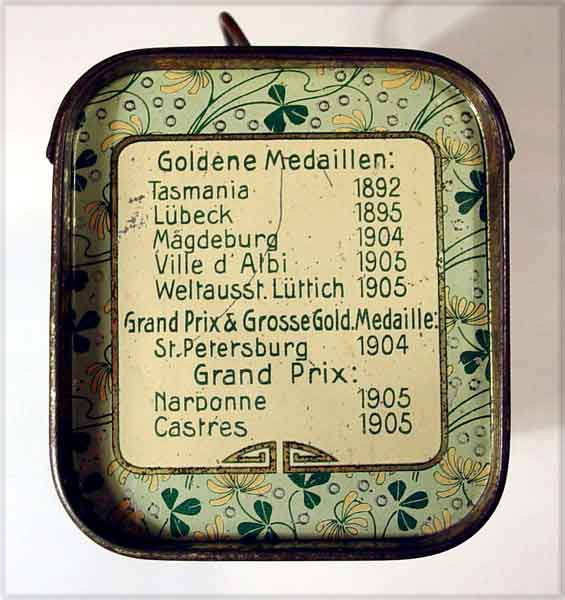 Goldene Medaillen:
Tasmania 1892
Lübeck 1895
Magdeburg 1904
Ville d'Albi 1905
Weltausst. Lüttich 1905
Grand Prix & Grosse Gold. Medaille:
St. Petersburg 1904
Grand Prix:
Narbonne 1905
Castres 1905